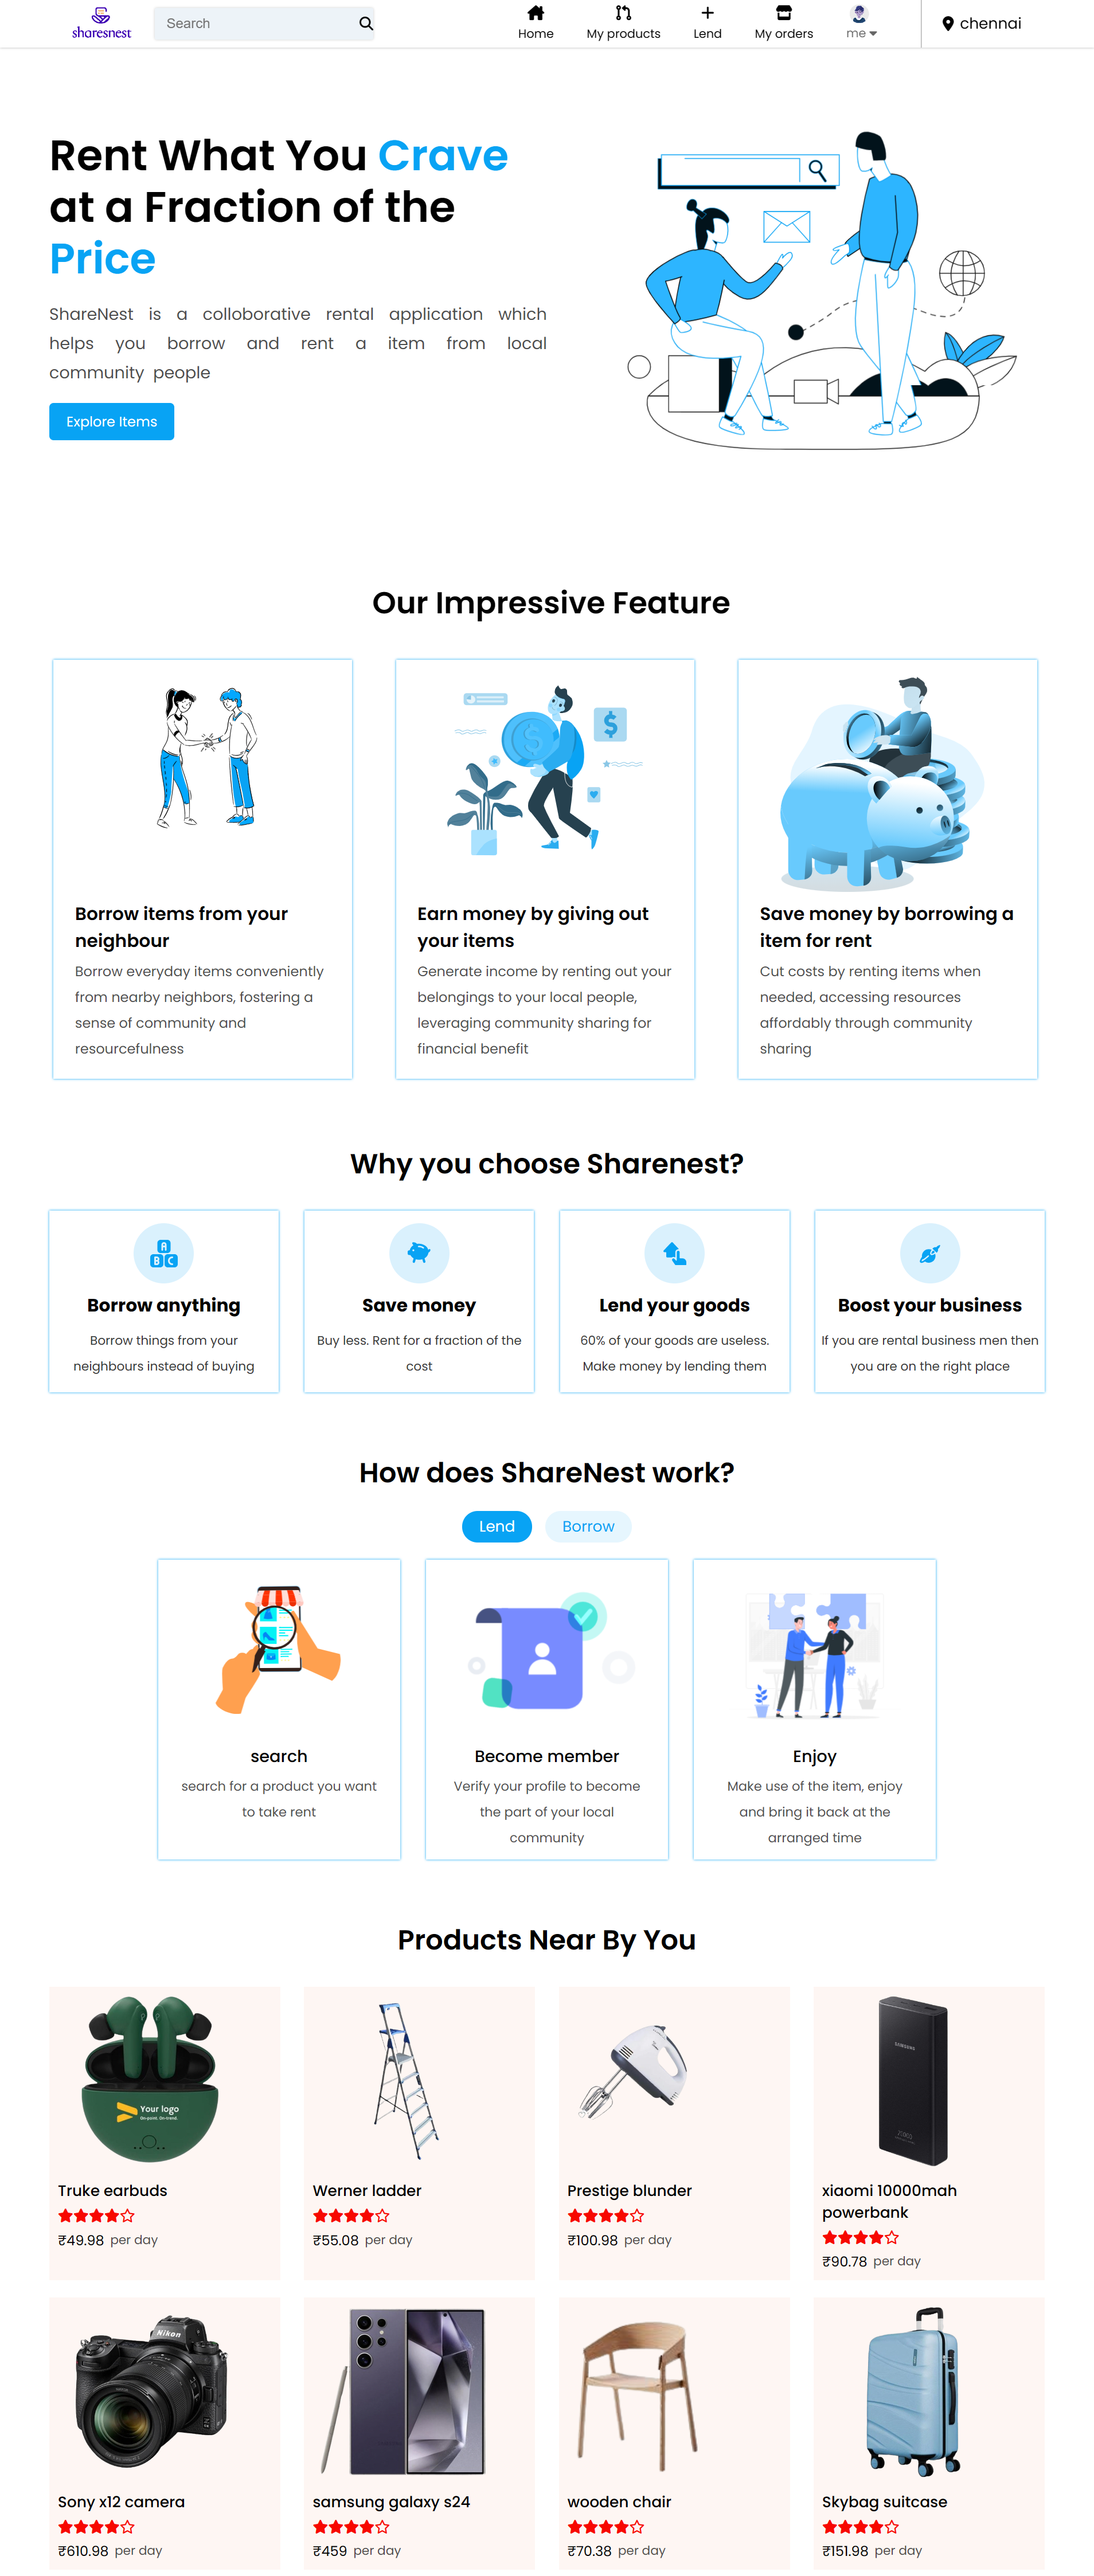 sharesnest
Search
Home
My products
Lend
My orders
me
chennai
Rent What You Crave
at a Fraction of the
Price
ShareNest is a colloborative rental application which
helps you borrow and rent a item from local
community people
Explore Items
Our Impressive Feature
Borrow items from your
neighbour
Borrow everyday items conveniently
from nearby neighbors, fostering a
sense of community and
resourcefulness
Earn money by giving out
your items
Generate income by renting out your
belongings to your local people,
leveraging community sharing for
financial benefit
Save money by borrowing a
item for rent
Cut costs by renting items when
needed, accessing resources
affordably through community
sharing
Why you choose Sharenest?
A
B C
Borrow anything
Borrow things from your
neighbours instead of buying
Save money
Buy less. Rent for a fraction of the
cost
Lend your goods
60% of your goods are useless.
Make money by lending them
Boost your business
If you are rental business men then
you are on the right place
How does ShareNest work?
Lend
Borrow
search
search for a product you want
to take rent
Become member
Verify your profile to become
the part of your local
community
Enjoy
Make use of the item, enjoy
and bring it back at the
arranged time
Products Near By You
Your logo
On-point. On-trend.
Truke earbuds
₹49.98 per day
Werner ladder
₹55.08 per day
Prestige blunder
₹100.98 per day
SAMSUNG
xiaomi 10000mah
powerbank
₹90.78 per day
Nikon
Sony x12 camera
₹610.98 per day
samsung galaxy s24
₹459 per day
wooden chair
₹70.38 per day
Skybag suitcase
₹151.98 per day